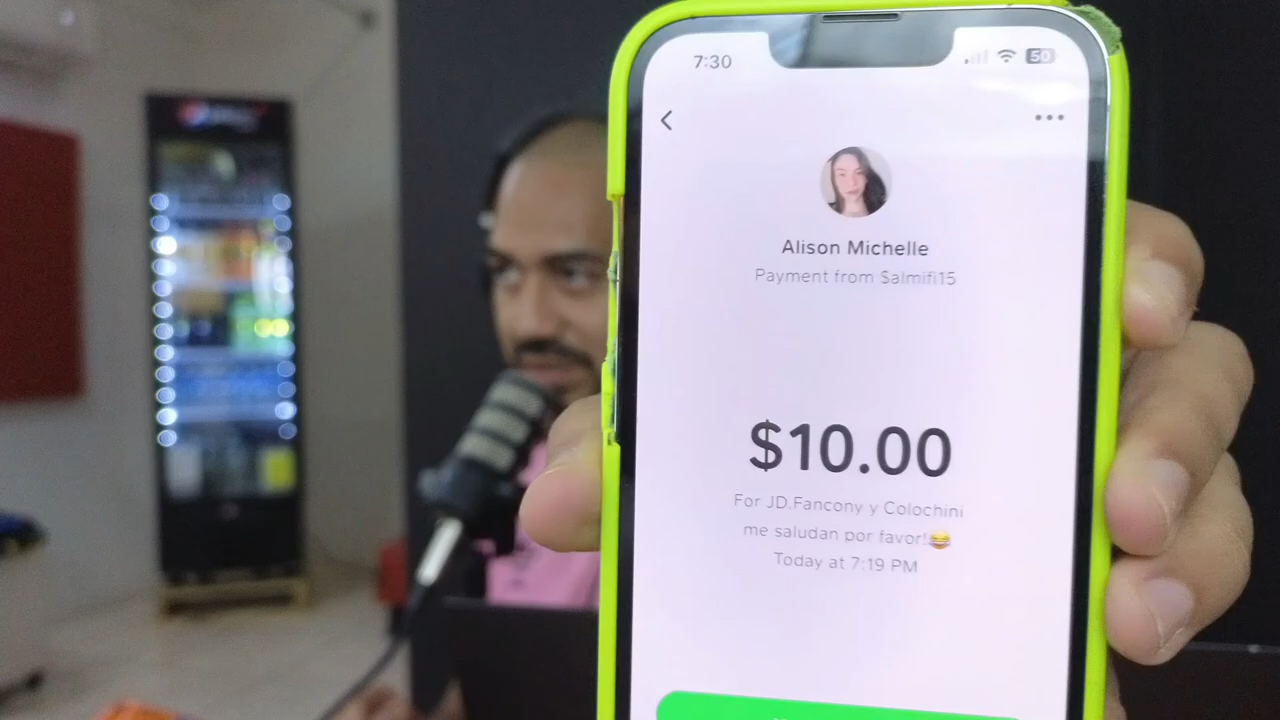 7:30
50
Alison Michelle
Payment from $almifi15
$10.00
For JD.Fancony y Colochini
me saludan por favor!😂
Today at 7:19 PM